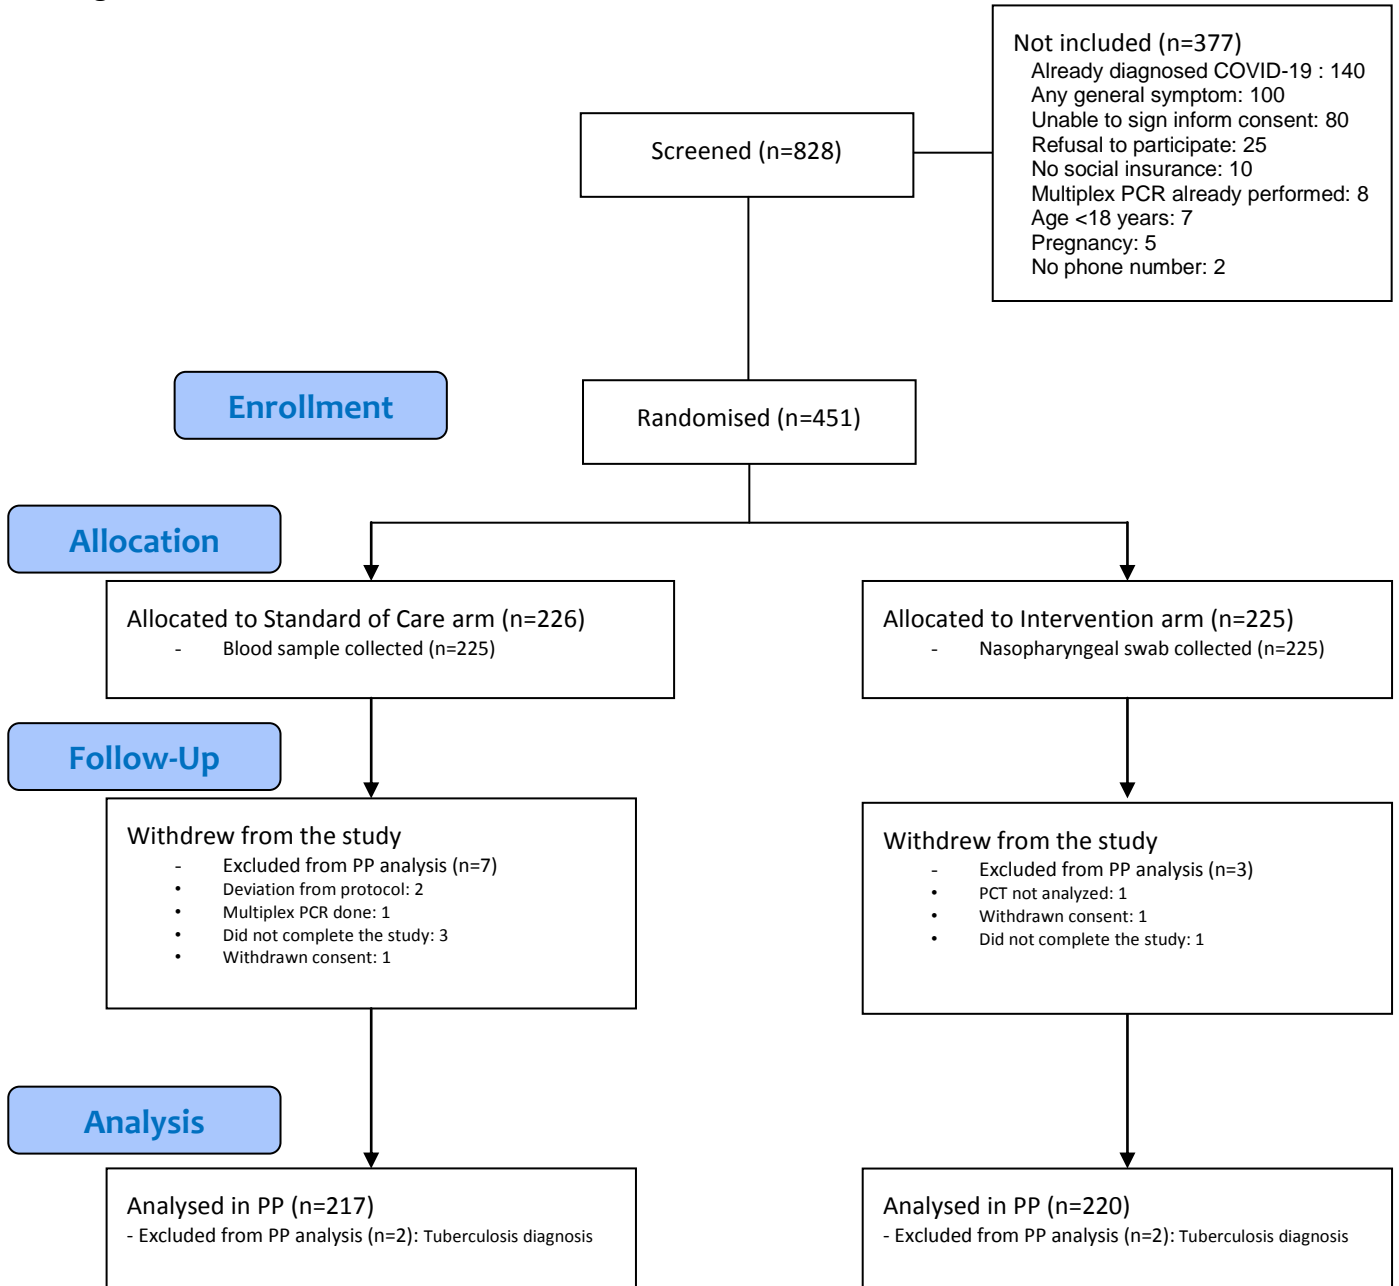 Not included (n=377)
Already diagnosed COVID-19 : 140
Any general symptom: 100
Unable to sign inform consent: 80
Refusal to participate: 25
No social insurance: 10
Multiplex PCR already performed: 8
Age <18 years: 7
Pregnancy: 5
No phone number: 2
Screened (n=828)
Enrollment
Randomised (n=451)
Allocation
Allocated to Standard of Care arm (n=226)
- Blood sample collected (n=225)
Allocated to Intervention arm (n=225)
- Nasopharyngeal swab collected (n=225)
Follow-Up
Withdrew from the study
- Excluded from PP analysis (n=7)
• Deviation from protocol: 2
• Multiplex PCR done: 1
• Did not complete the study: 3
• Withdrawn consent: 1
Withdrew from the study
- Excluded from PP analysis (n=3)
• PCT not analyzed: 1
• Withdrawn consent: 1
• Did not complete the study: 1
Analysis
Analysed in PP (n=217)
- Excluded from PP analysis (n=2): Tuberculosis diagnosis
Analysed in PP (n=220)
- Excluded from PP analysis (n=2): Tuberculosis diagnosis